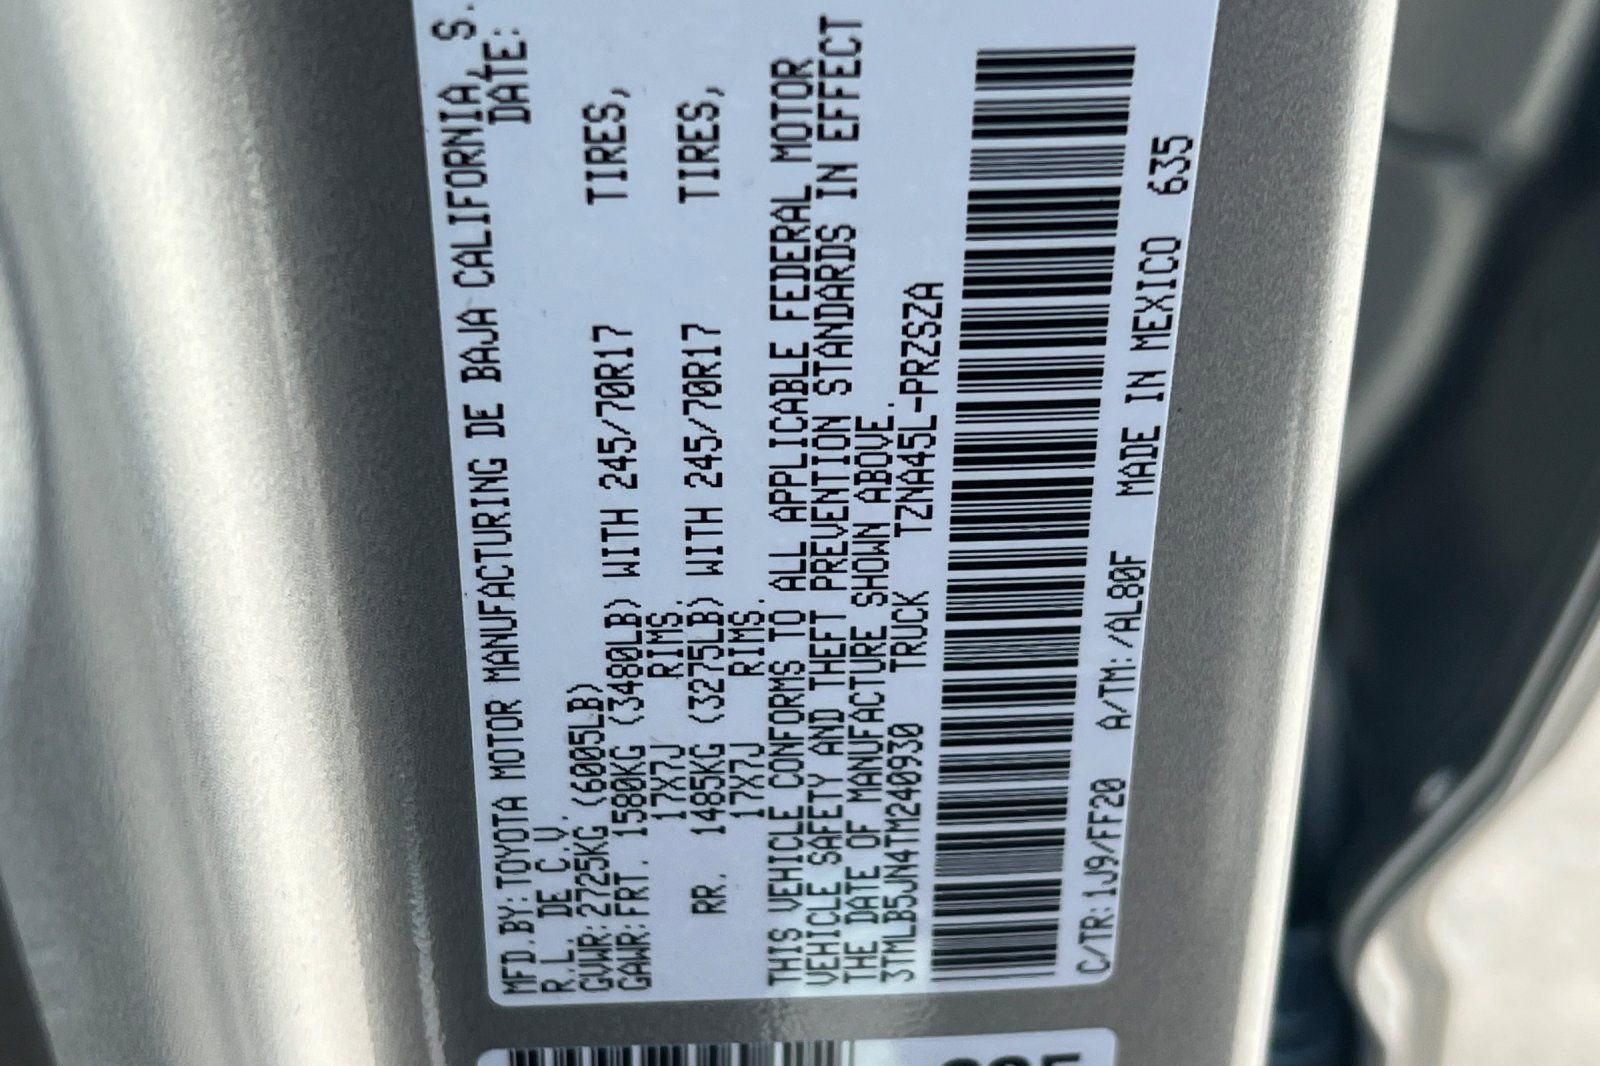 MFD.BY:TOYOTA MOTOR MANUFACTURING DE BAJA CALIFORNIA, S.
R.L. DE C.V. DATE:
GVWR:2725KG (6005LB)
GAWR:FRT. 1580KG (3480LB) WITH 245/70R17 TIRES,
17X7J RIMS.
RR. 1485KG (3275LB) WITH 245/70R17 TIRES,
17X7J RIMS.
THIS VEHICLE CONFORMS TO ALL APPLICABLE FEDERAL MOTOR
VEHICLE SAFETY AND THEFT PREVENTION STANDARDS IN EFFECT
THE DATE OF MANUFACTURE SHOWN ABOVE.
3TMLB5JN4TM240930 TRUCK TZNA45L-PRZSZA
C/TR:1J9/FF20 A/TM:/AL80F MADE IN MEXICO 635